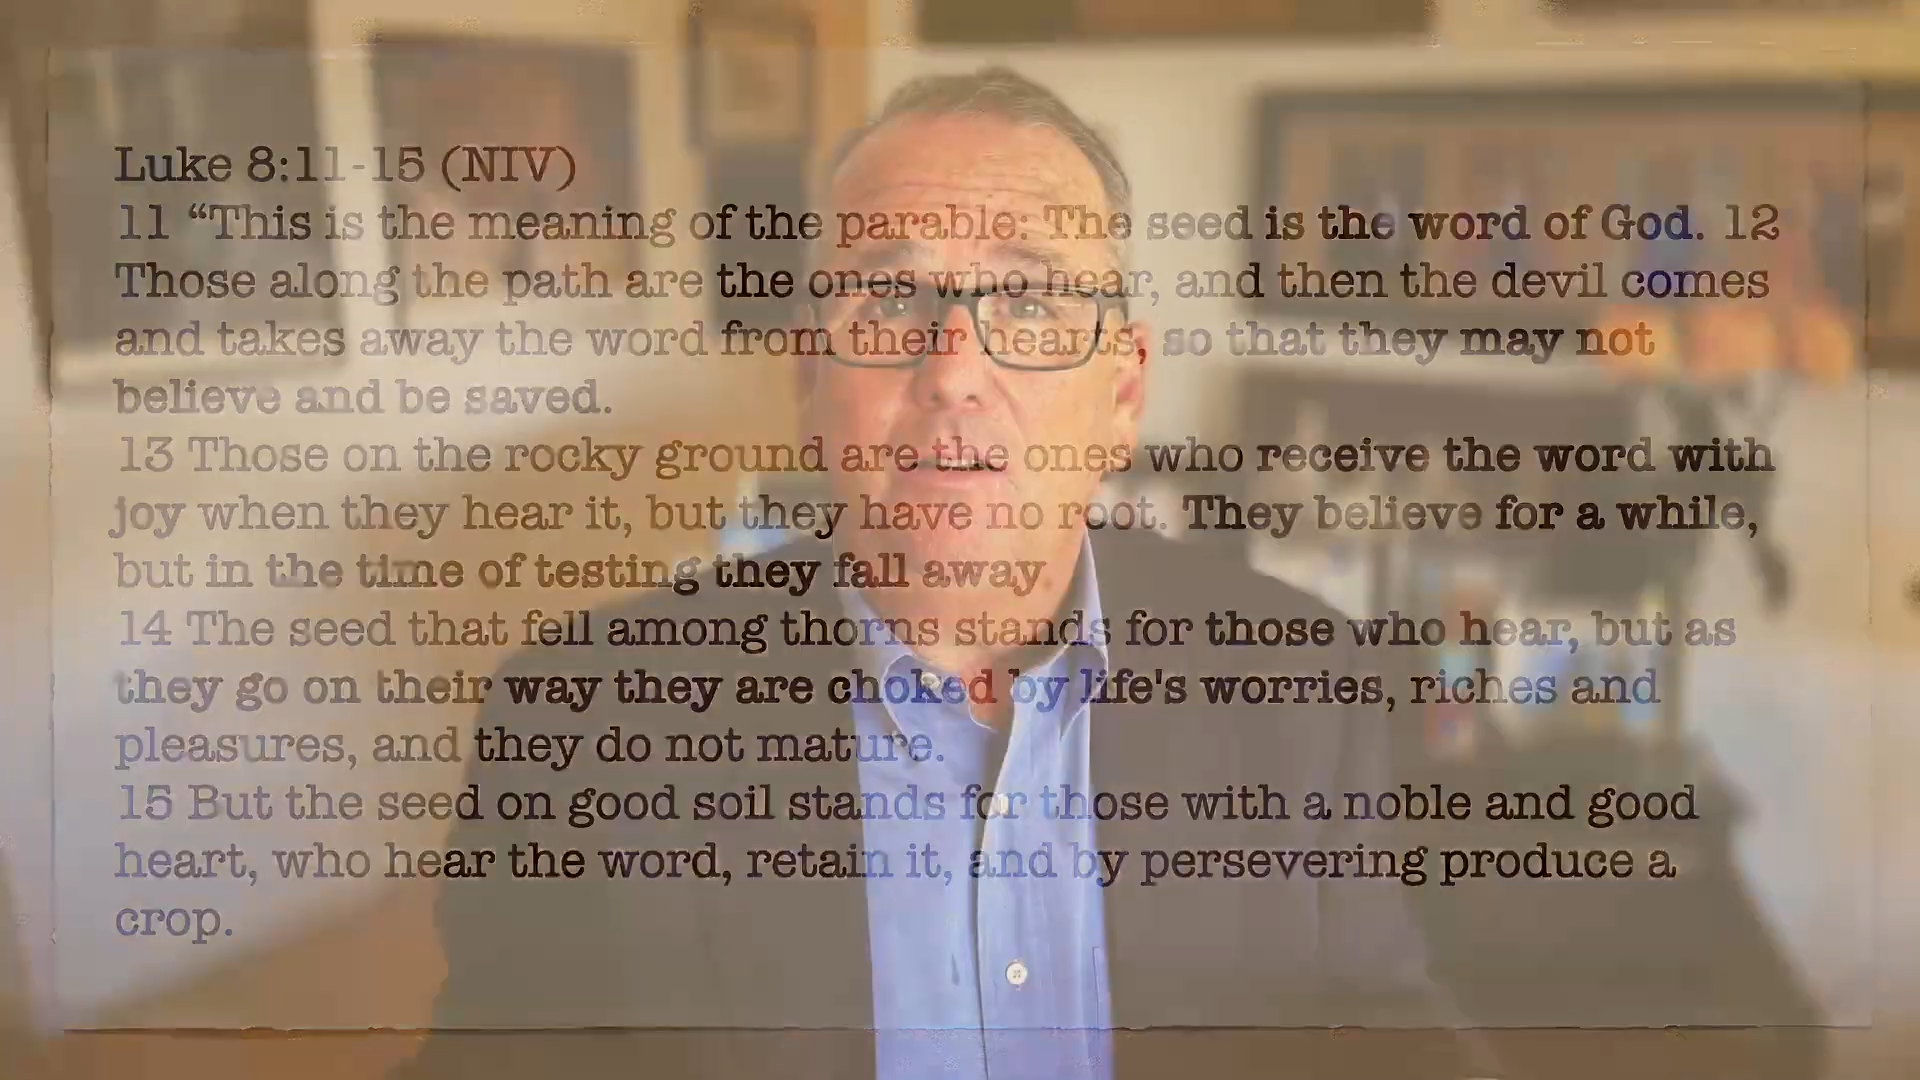 Luke 8:11-15 (NIV)
11 “This is the meaning of the parable: The seed is the word of God. 12
Those along the path are the ones who hear, and then the devil comes
and takes away the word from their hearts, so that they may not
believe and be saved.
13 Those on the rocky ground are the ones who receive the word with
joy when they hear it, but they have no root. They believe for a while,
but in the time of testing they fall away.
14 The seed that fell among thorns stands for those who hear, but as
they go on their way they are choked by life's worries, riches and
pleasures, and they do not mature.
15 But the seed on good soil stands for those with a noble and good
heart, who hear the word, retain it, and by persevering produce a
crop.